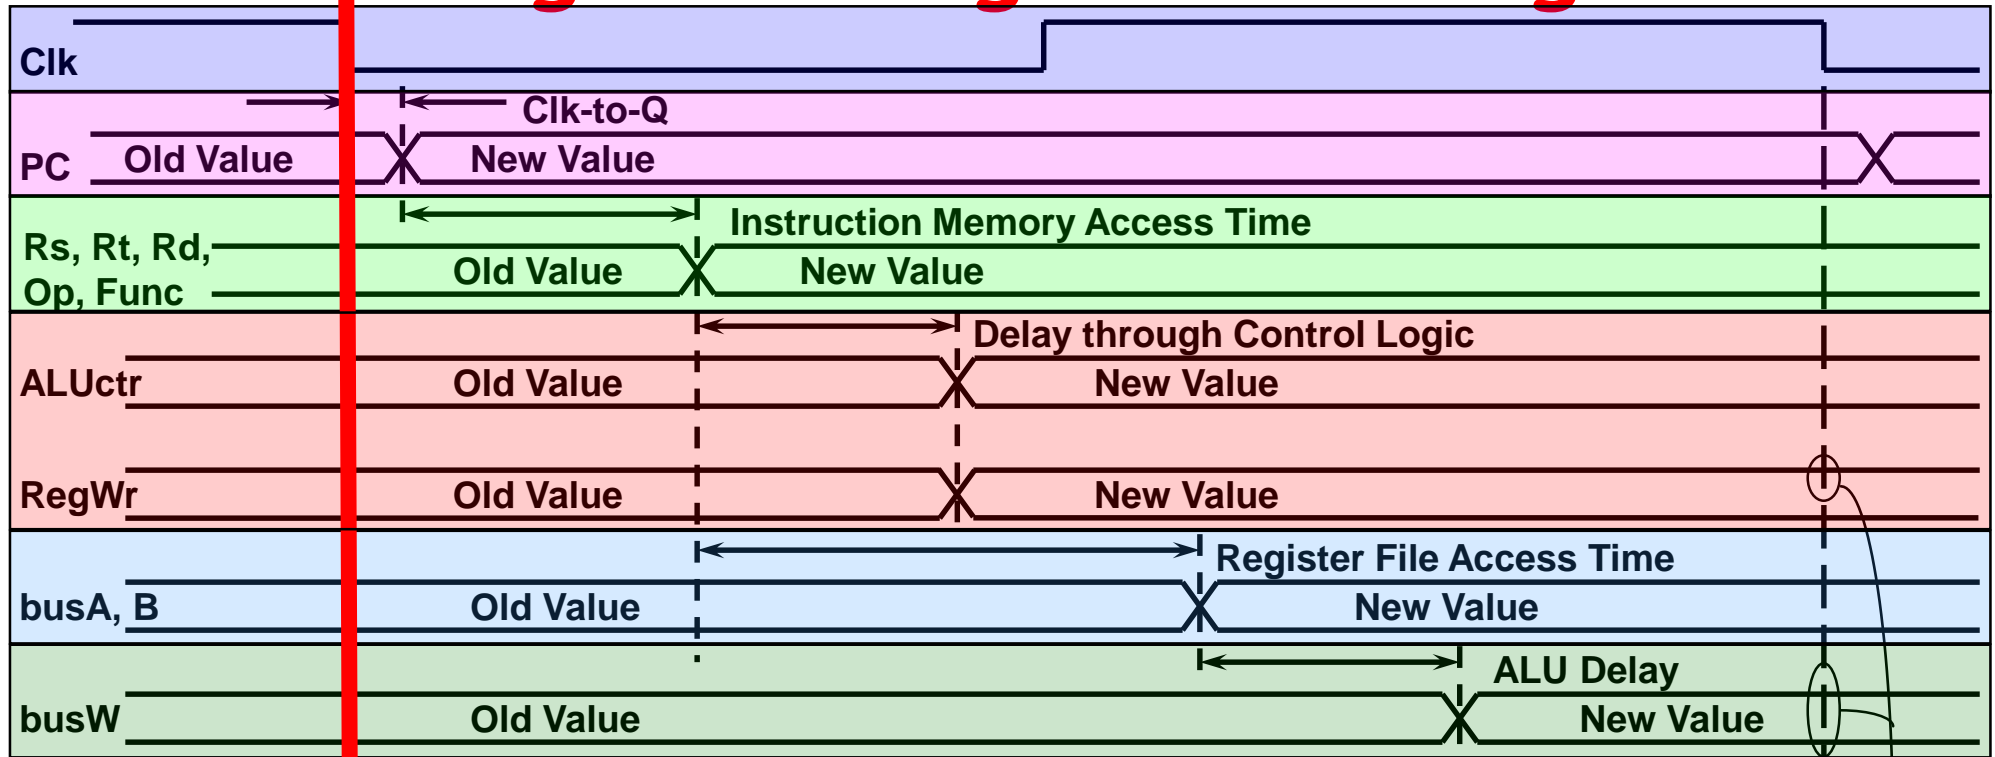 Clk
Clk-to-Q
PC Old Value New Value
Instruction Memory Access Time
Rs, Rt, Rd,
Op, Func Old Value New Value
Delay through Control Logic
ALUctr Old Value New Value
RegWr Old Value New Value
Register File Access Time
busA, B Old Value New Value
ALU Delay
busW Old Value New Value